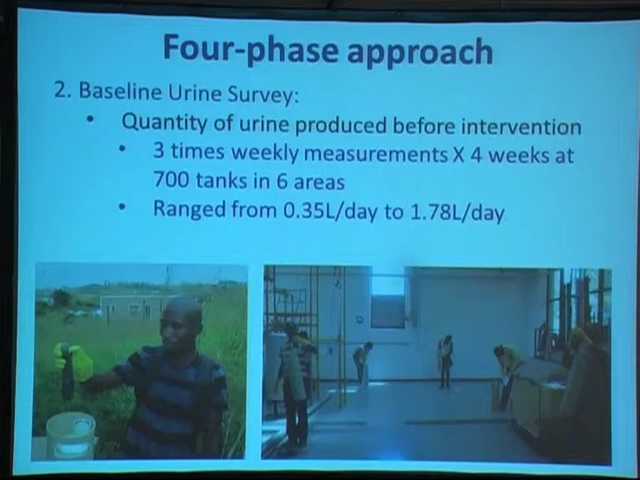 Four-phase approach
2. Baseline Urine Survey:
• Quantity of urine produced before intervention
• 3 times weekly measurements X 4 weeks at
700 tanks in 6 areas
• Ranged from 0.35L/day to 1.78L/day